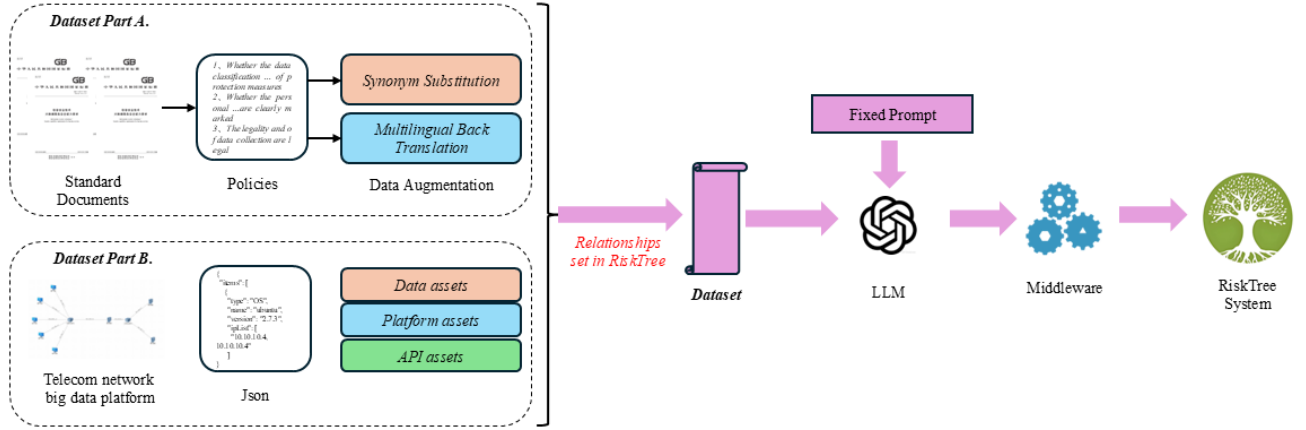 Dataset Part A.
1、Whether the data
classification ... of p
rotection measures
2、Whether the pers
onal ...are clearly m
arked
3、The legality and o
f data collection are l
egal
Synonym Substitution
Multilingual Back
Translation
Standard
Documents
Policies
Data Augmentation
Dataset Part B.
{
"items": [
{
"type": "OS",
"name": "ubuntu",
"version": "2.7.3",
"ipList": [
"10.10.10.4,
10.10.10.4"
]
}
Data assets
Platform assets
API assets
Telecom network
big data platform
Json
Relationships
set in RiskTree
Dataset
Fixed Prompt
LLM
Middleware
RiskTree
System